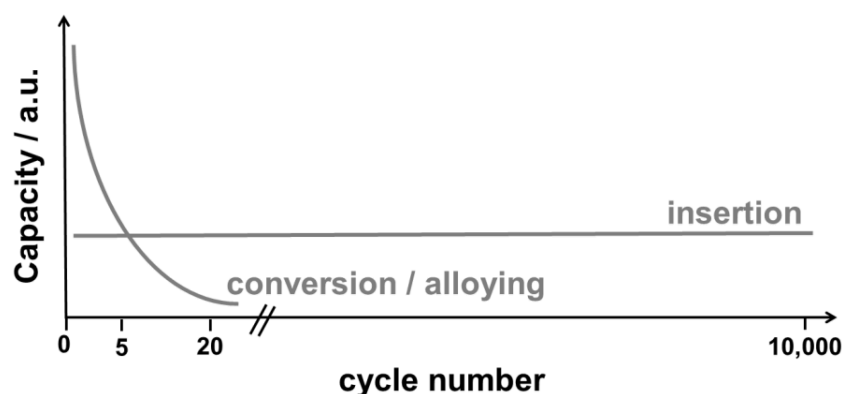 Capacity / a.u.
insertion
conversion / alloying
0
5
20
10,000
cycle number